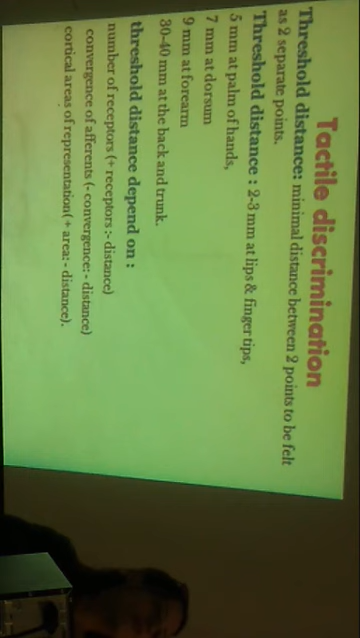 Tactile discrimination
Threshold distance: minimal distance between 2 points to be felt
as 2 separate points.
Threshold distance : 2-3 mm at lips & finger tips,
5 mm at palm of hands,
7 mm at dorsum
9 mm at forearm
30-40 mm at the back and trunk.
threshold distance depend on :
number of receptors (+ receptors :- distance)
convergence of afferents (- convergence: - distance)
cortical areas of representation( + area: - distance).